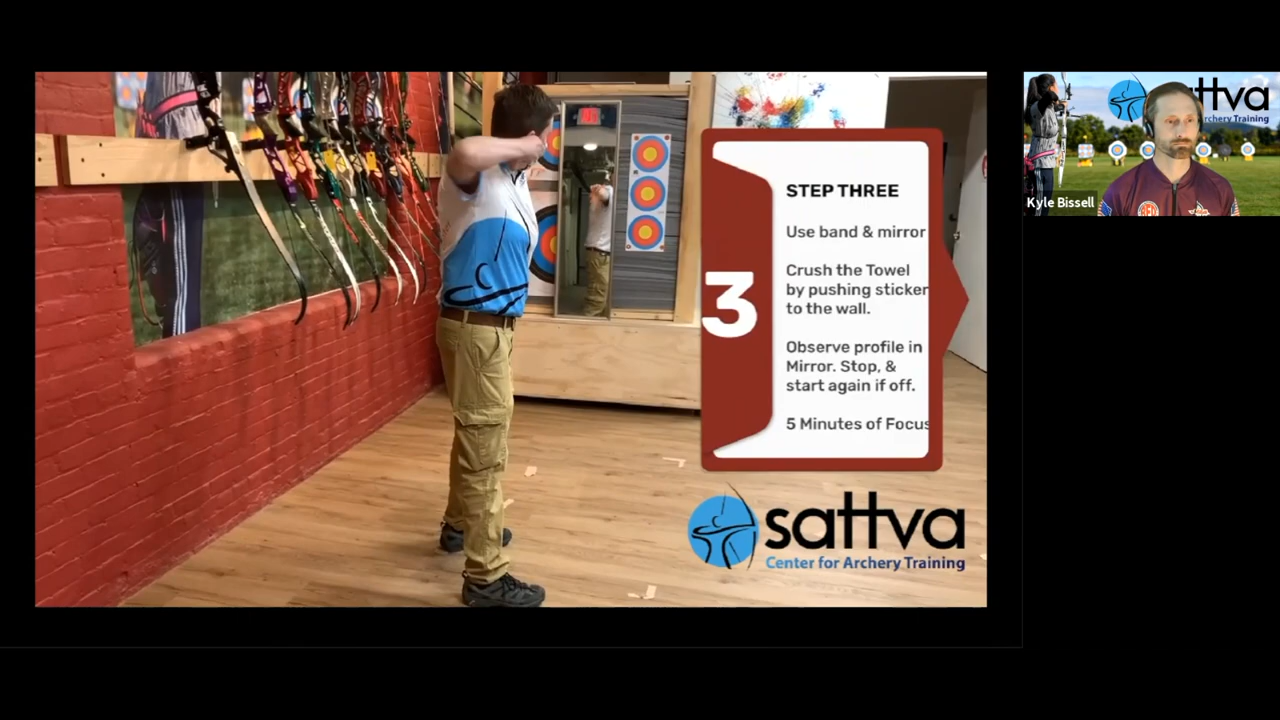 STEP THREE
3
Use band & mirror
Crush the Towel
by pushing sticker
to the wall.
Observe profile in
Mirror. Stop, &
start again if off.
5 Minutes of Focus
sattva
Center for Archery Training
sattva
Archery Training
Kyle Bissell